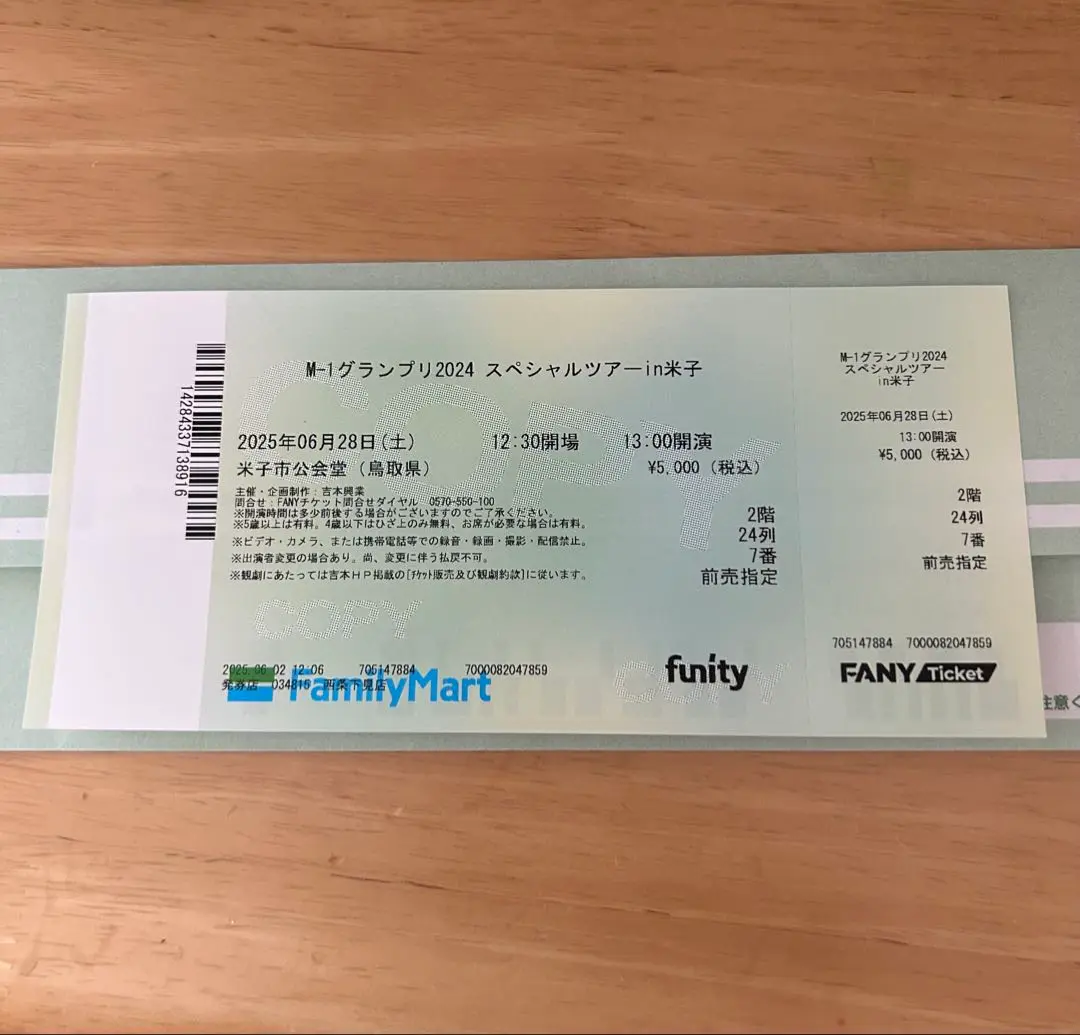 M-1グランプリ2024 スペシャルツアーin米子
2025年06月28日(土) 12:30開場 13:00開演
米子市公会堂(鳥取県) ¥5,000(税込)
主催・企画制作:吉本興業
問合せ:FANYチケット問合せダイヤル 0570-550-100
※開演時間は多少前後する場合がございますのでご了承ください。
※5歳以上は有料。4歳以下はひざ上のみ無料、お席が必要な場合は有料。
※ビデオ・カメラ、または携帯電話等での録音・録画・撮影・配信禁止。
※出演者変更の場合あり。尚、変更に伴う払戻不可。
※観劇にあたっては吉本HP掲載の[チケット販売及び観劇約款]に従います。
2階
24列
7番
前売指定
COPY
COPY
COPY
2025.06.02 12:06 705147884 7000082047859
発券店 034815 西条下見店
FamilyMart
funity
14284337138916
M-1グランプリ2024
スペシャルツアー
in米子
2025年06月28日(土)
13:00開演
¥5,000(税込)
2階
24列
7番
前売指定
705147884 7000082047859
FANY Ticket
注意く